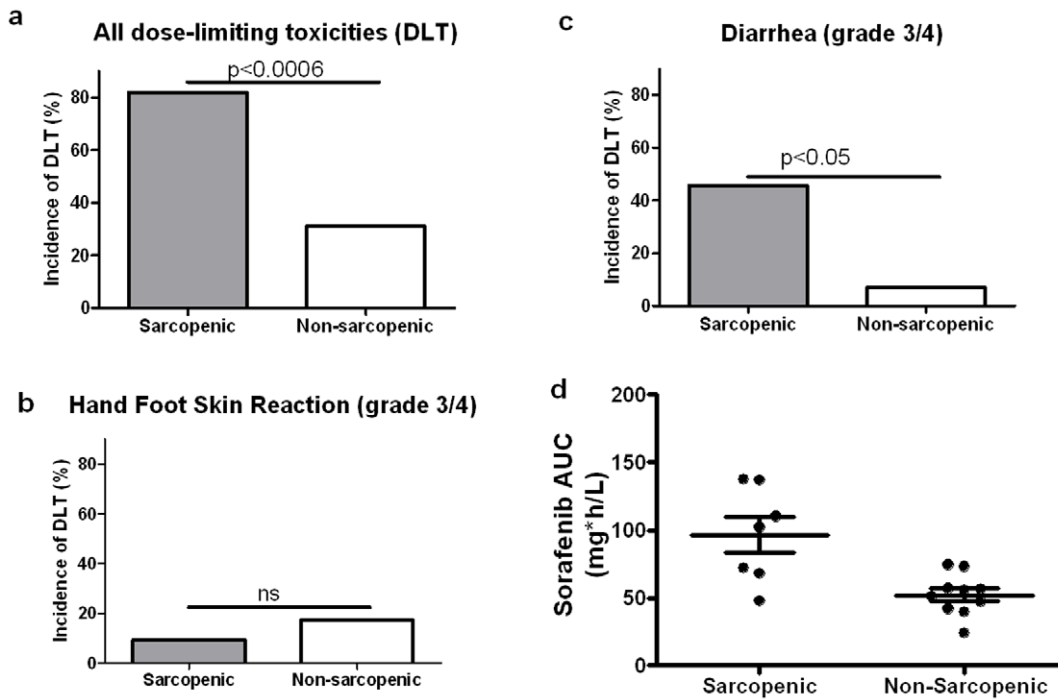 a
All dose-limiting toxicities (DLT)
p<0.0006
Incidence of DLT (%)
80
60
40
20
0
Sarcopenic Non-sarcopenic
c
Diarrhea (grade 3/4)
p<0.05
Incidence of DLT (%)
80
60
40
20
0
Sarcopenic Non-sarcopenic
b
Hand Foot Skin Reaction (grade 3/4)
ns
Incidence of DLT (%)
80
60
40
20
0
Sarcopenic Non-sarcopenic
d
Sorafenib AUC
(mg*h/L)
200
150
100
50
0
Sarcopenic Non-Sarcopenic